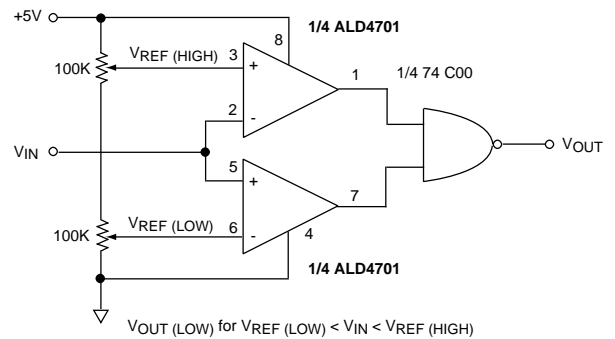 +5V
8
1/4 ALD4701
VREF (HIGH)
3
+
100K
1
1/4 74 C00
2
-
VIN
VOUT
5
+
7
100K
VREF (LOW)
6
-
4
1/4 ALD4701
VOUT (LOW) for VREF (LOW) < VIN < VREF (HIGH)